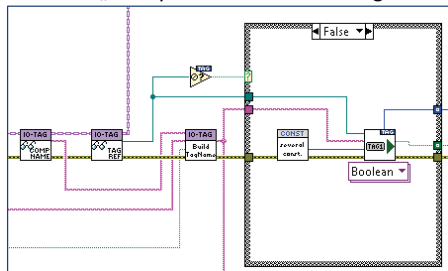 False
TAG
?
?
IO-TAG
COMP
NAME
IO-TAG
TAG
REF
IO-TAG
Build
TagName
CONST
several
const.
TAG
TAGS
Boolean